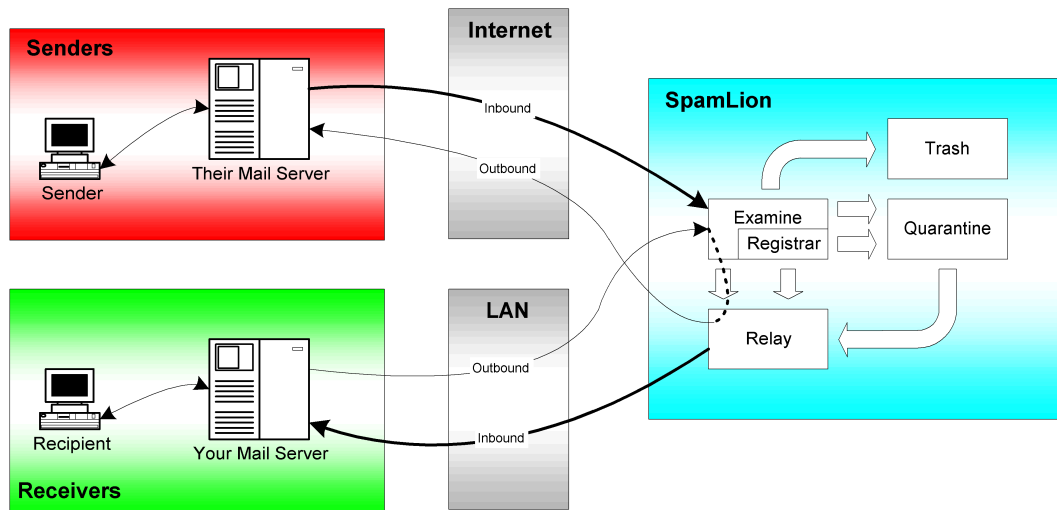 Senders
Their Mail Server
Sender
Internet
Inbound
Outbound
SpamLion
Trash
Examine
Registrar
Quarantine
Relay
LAN
Outbound
Inbound
Recipient
Your Mail Server
Receivers